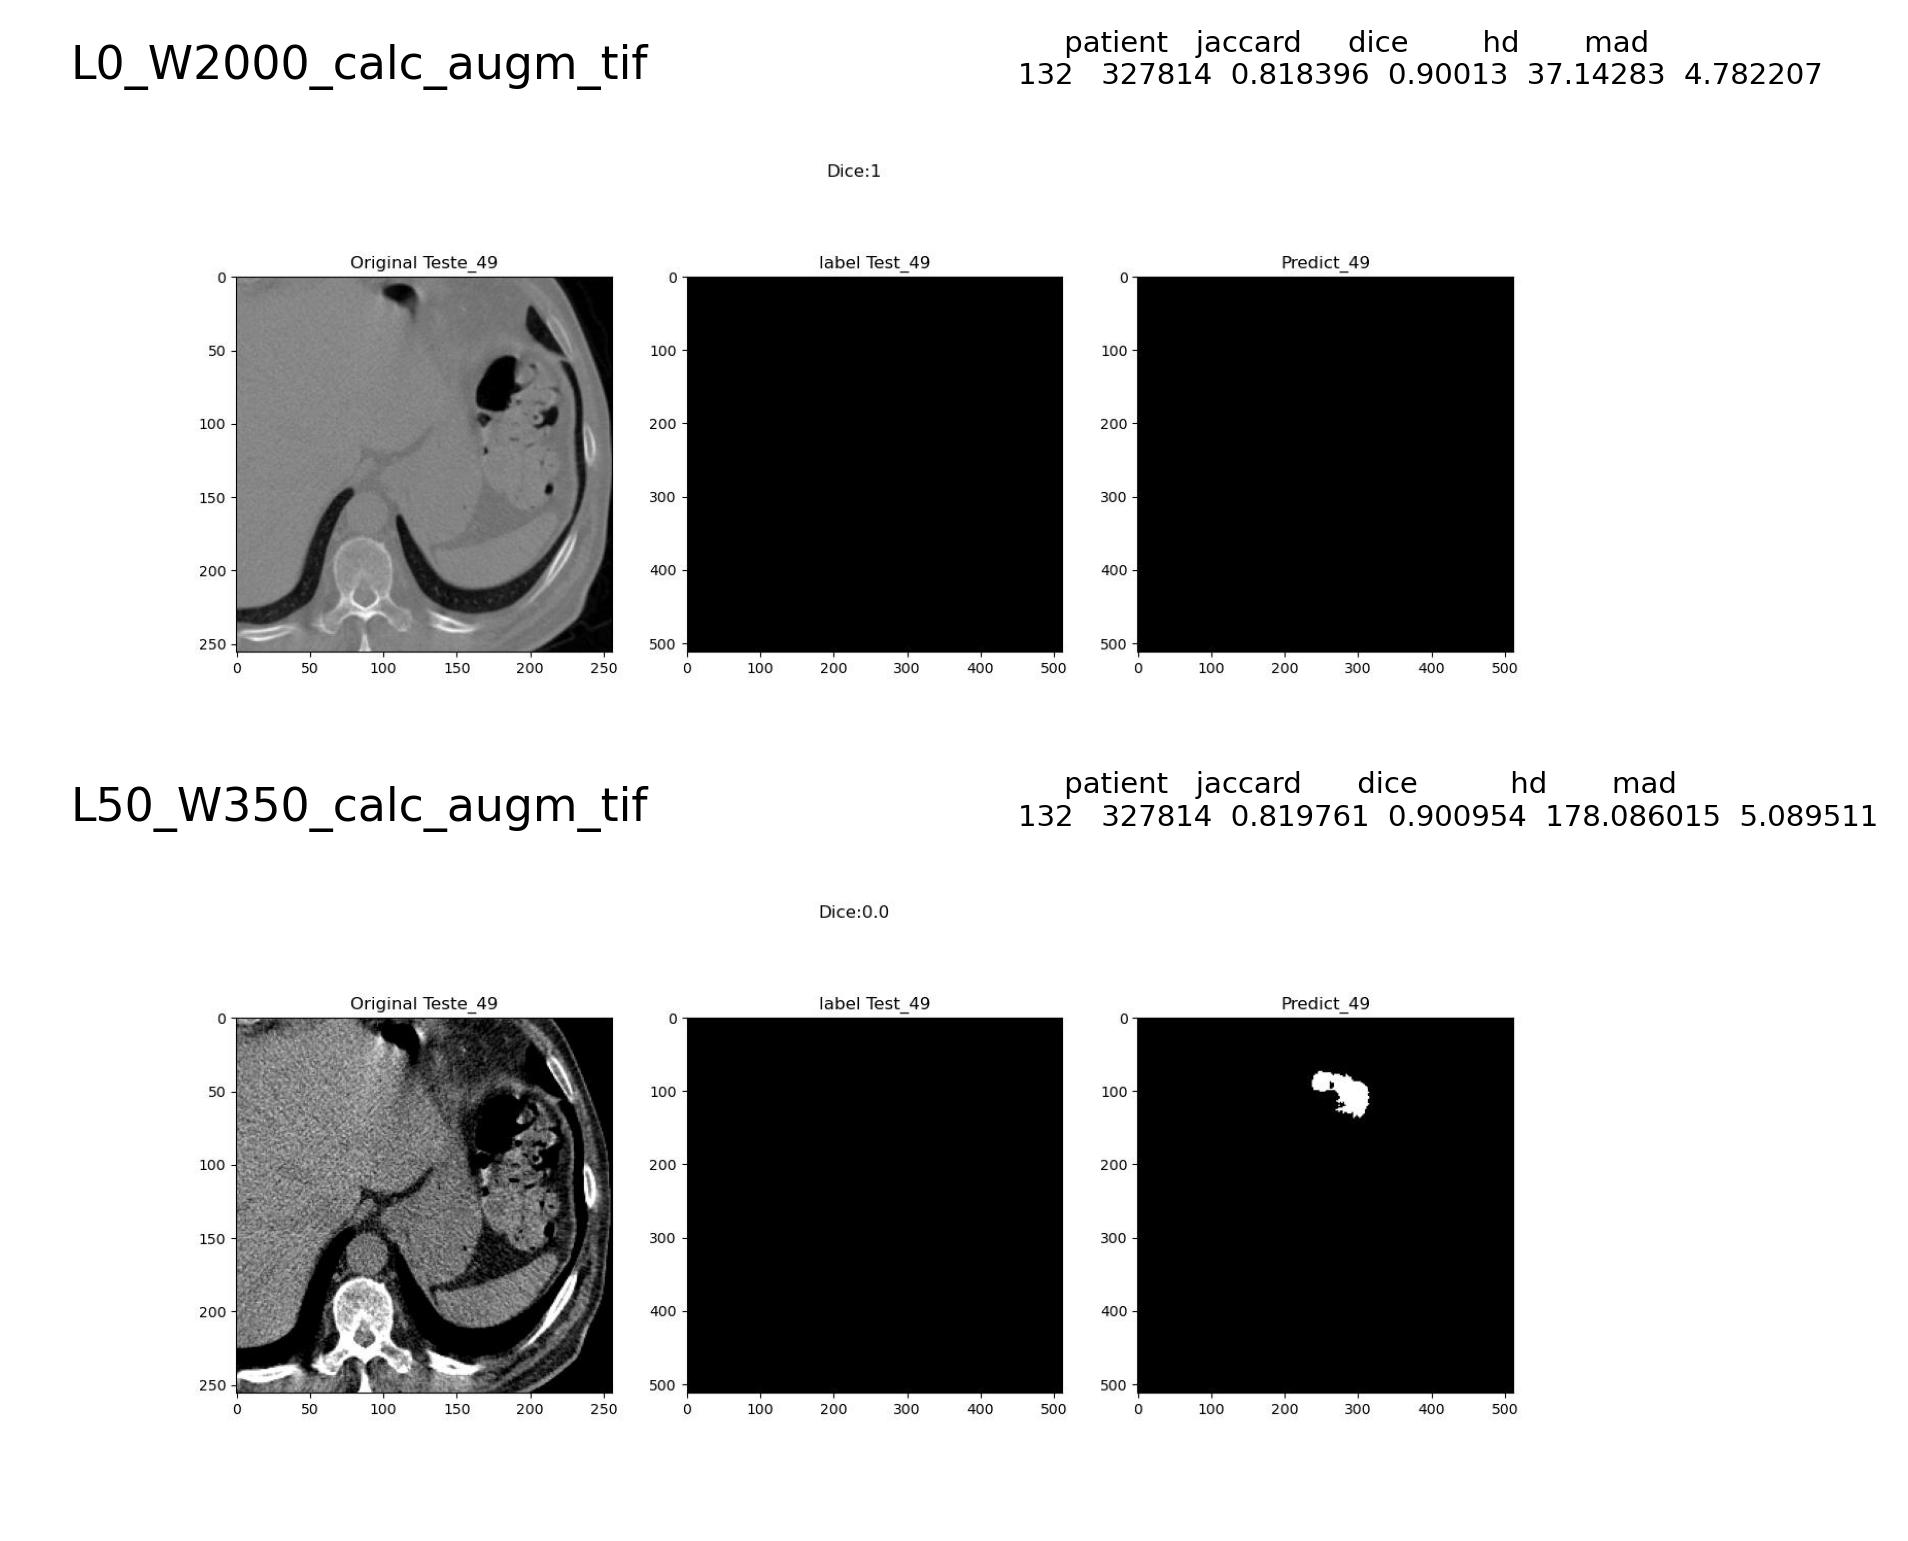 L0_W2000_calc_augm_tif
patient jaccard dice hd mad
132 327814 0.818396 0.90013 37.14283 4.782207
Dice:1
Original Teste_49
label Test_49
Predict_49
0
50
100
150
200
250
0 50 100 150 200 250
0
100
200
300
400
500
0 100 200 300 400 500
0
100
200
300
400
500
0 100 200 300 400 500
L50_W350_calc_augm_tif
patient jaccard dice hd mad
132 327814 0.819761 0.900954 178.086015 5.089511
Dice:0.0
Original Teste_49
label Test_49
Predict_49
0
50
100
150
200
250
0 50 100 150 200 250
0
100
200
300
400
500
0 100 200 300 400 500
0
100
200
300
400
500
0 100 200 300 400 500